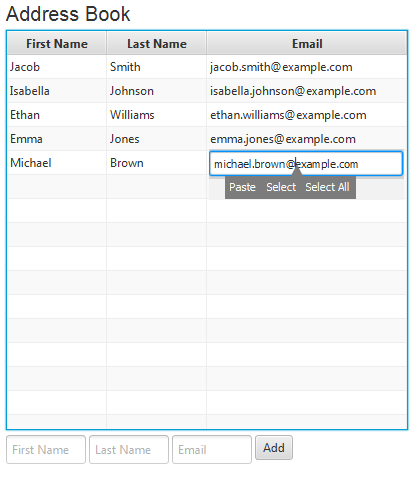 Address Book
First Name Last Name Email
Jacob Smith jacob.smith@example.com
Isabella Johnson isabella.johnson@example.com
Ethan Williams ethan.williams@example.com
Emma Jones emma.jones@example.com
Michael Brown michael.brown@example.com
Paste Select Select All
First Name Last Name Email Add